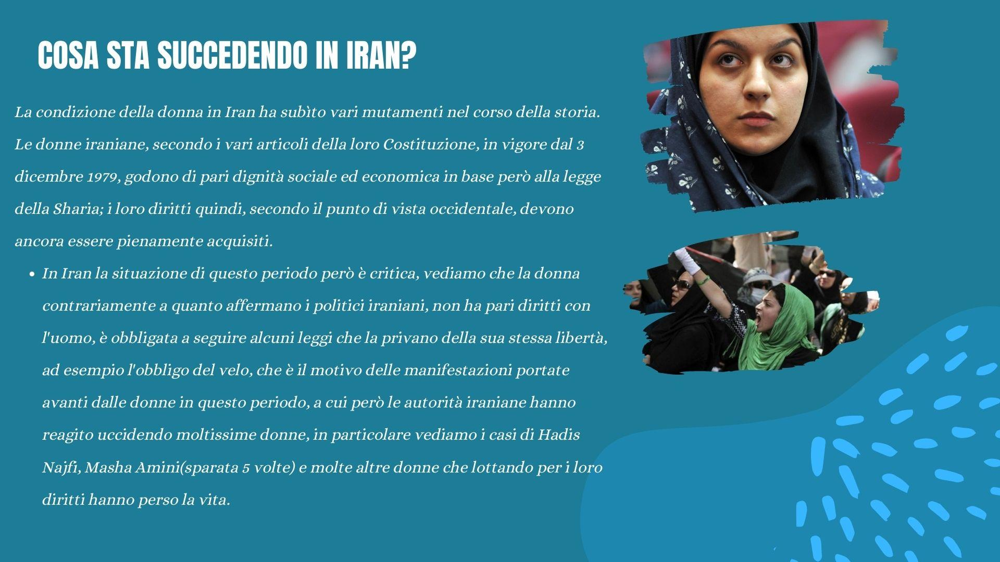 COSA STA SUCCEDENDO IN IRAN?
La condizione della donna in Iran ha subìto vari mutamenti nel corso della storia.
Le donne iraniane, secondo i vari articoli della loro Costituzione, in vigore dal 3
dicembre 1979, godono di pari dignità sociale ed economica in base però alla legge
della Sharia; i loro diritti quindi, secondo il punto di vista occidentale, devono
ancora essere pienamente acquisiti.
• In Iran la situazione di questo periodo però è critica, vediamo che la donna
contrariamente a quanto affermano i politici iraniani, non ha pari diritti con
l'uomo, è obbligata a seguire alcuni leggi che la privano della sua stessa libertà,
ad esempio l'obbligo del velo, che è il motivo delle manifestazioni portate
avanti dalle donne in questo periodo, a cui però le autorità iraniane hanno
reagito uccidendo moltissime donne, in particolare vediamo i casi di Hadis
Najfi, Masha Amini(sparata 5 volte) e molte altre donne che lottando per i loro
diritti hanno perso la vita.